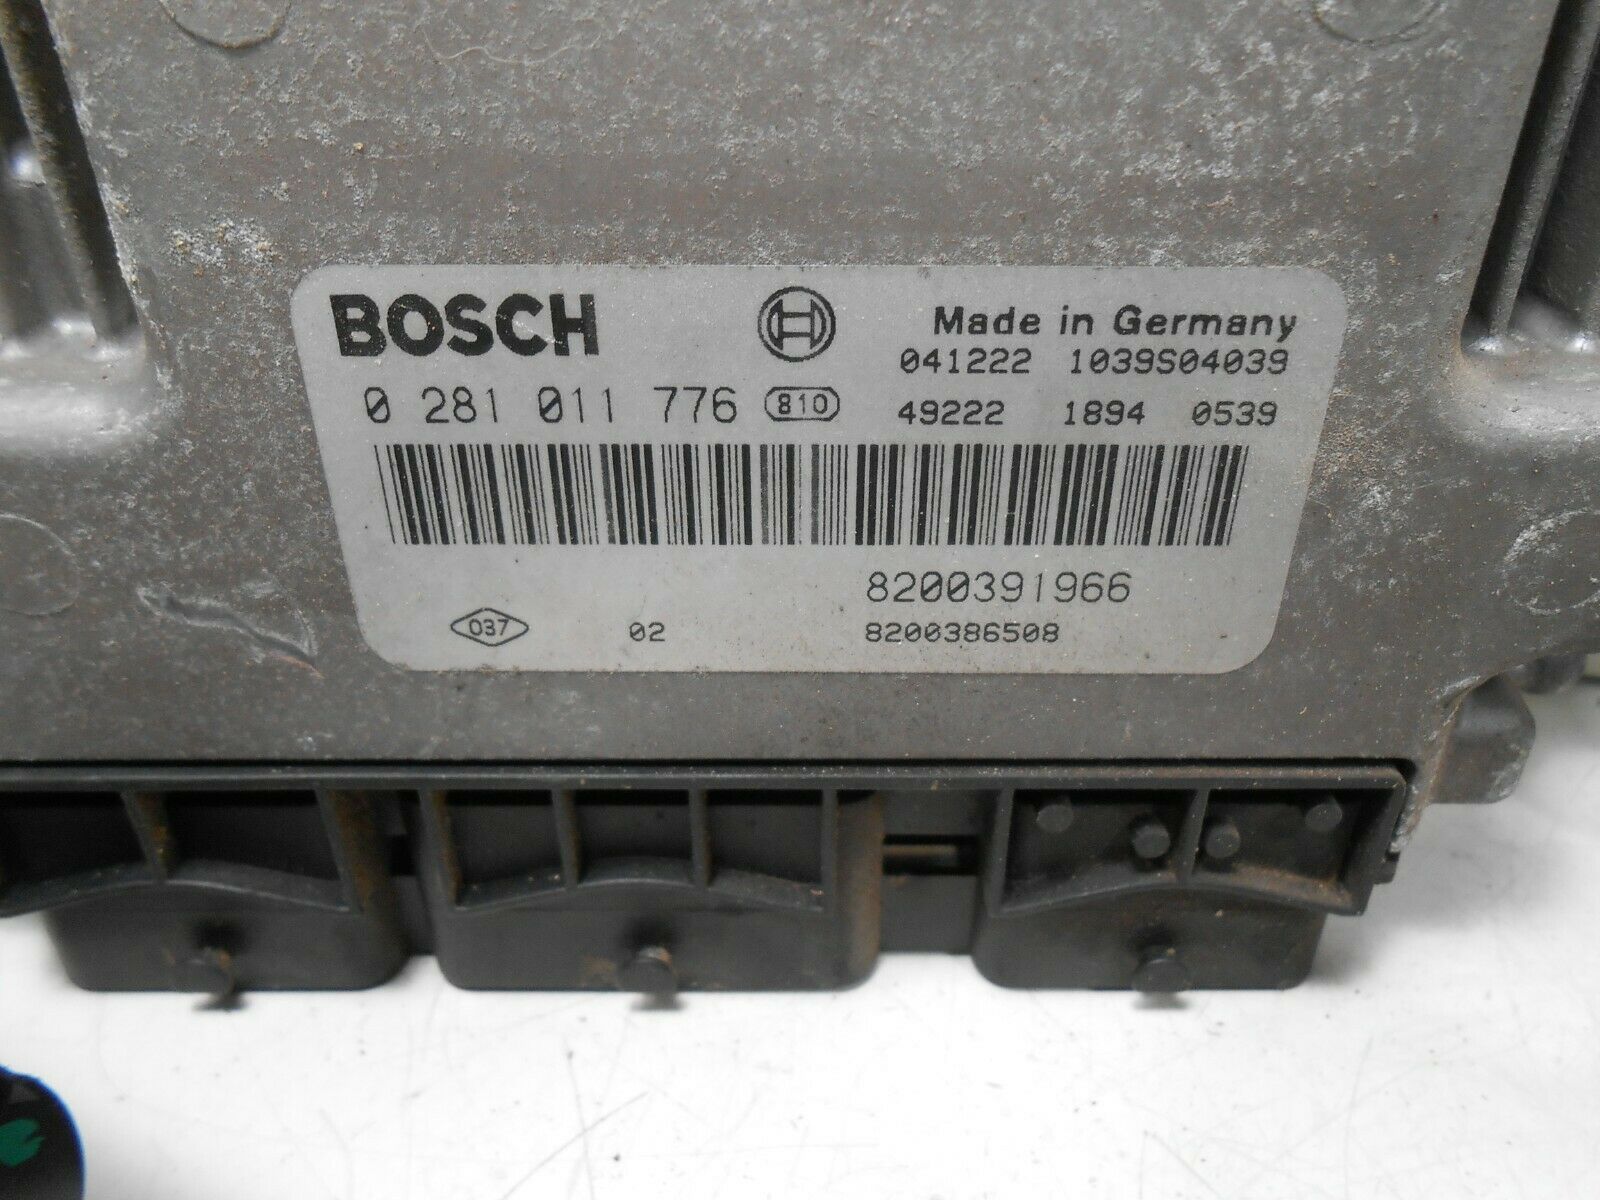 BOSCH
Made in Germany
041222 1039S04039
0 281 011 776 810 49222 1894 0539
8200391966
037 02 8200386508